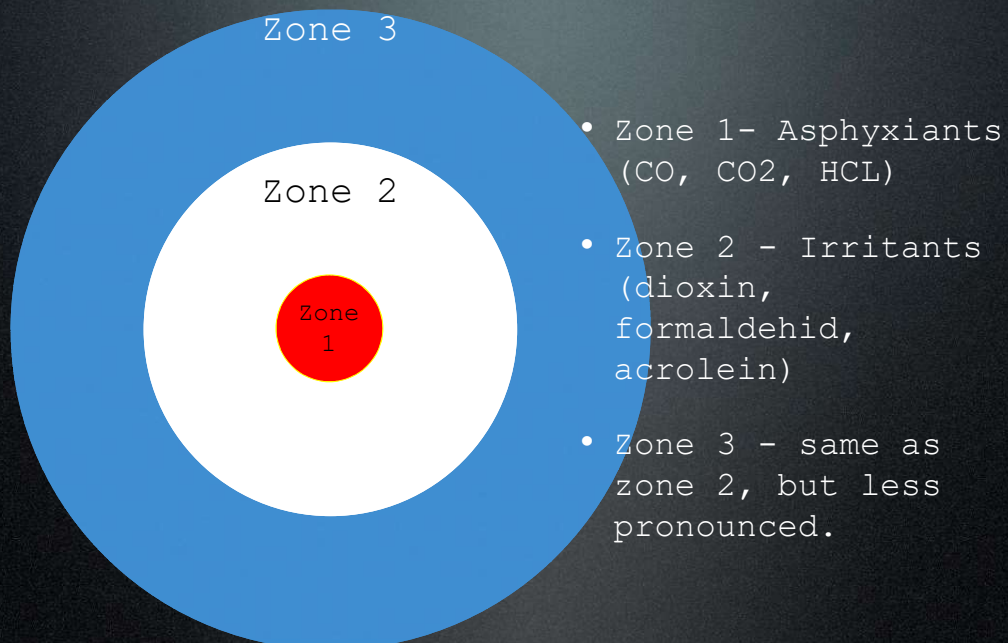 Zone 3
Zone 2
Zone
1
• Zone 1- Asphyxiants
(CO, CO2, HCL)
• Zone 2 - Irritants
(dioxin,
formaldehid,
acrolein)
• Zone 3 - same as
zone 2, but less
pronounced.